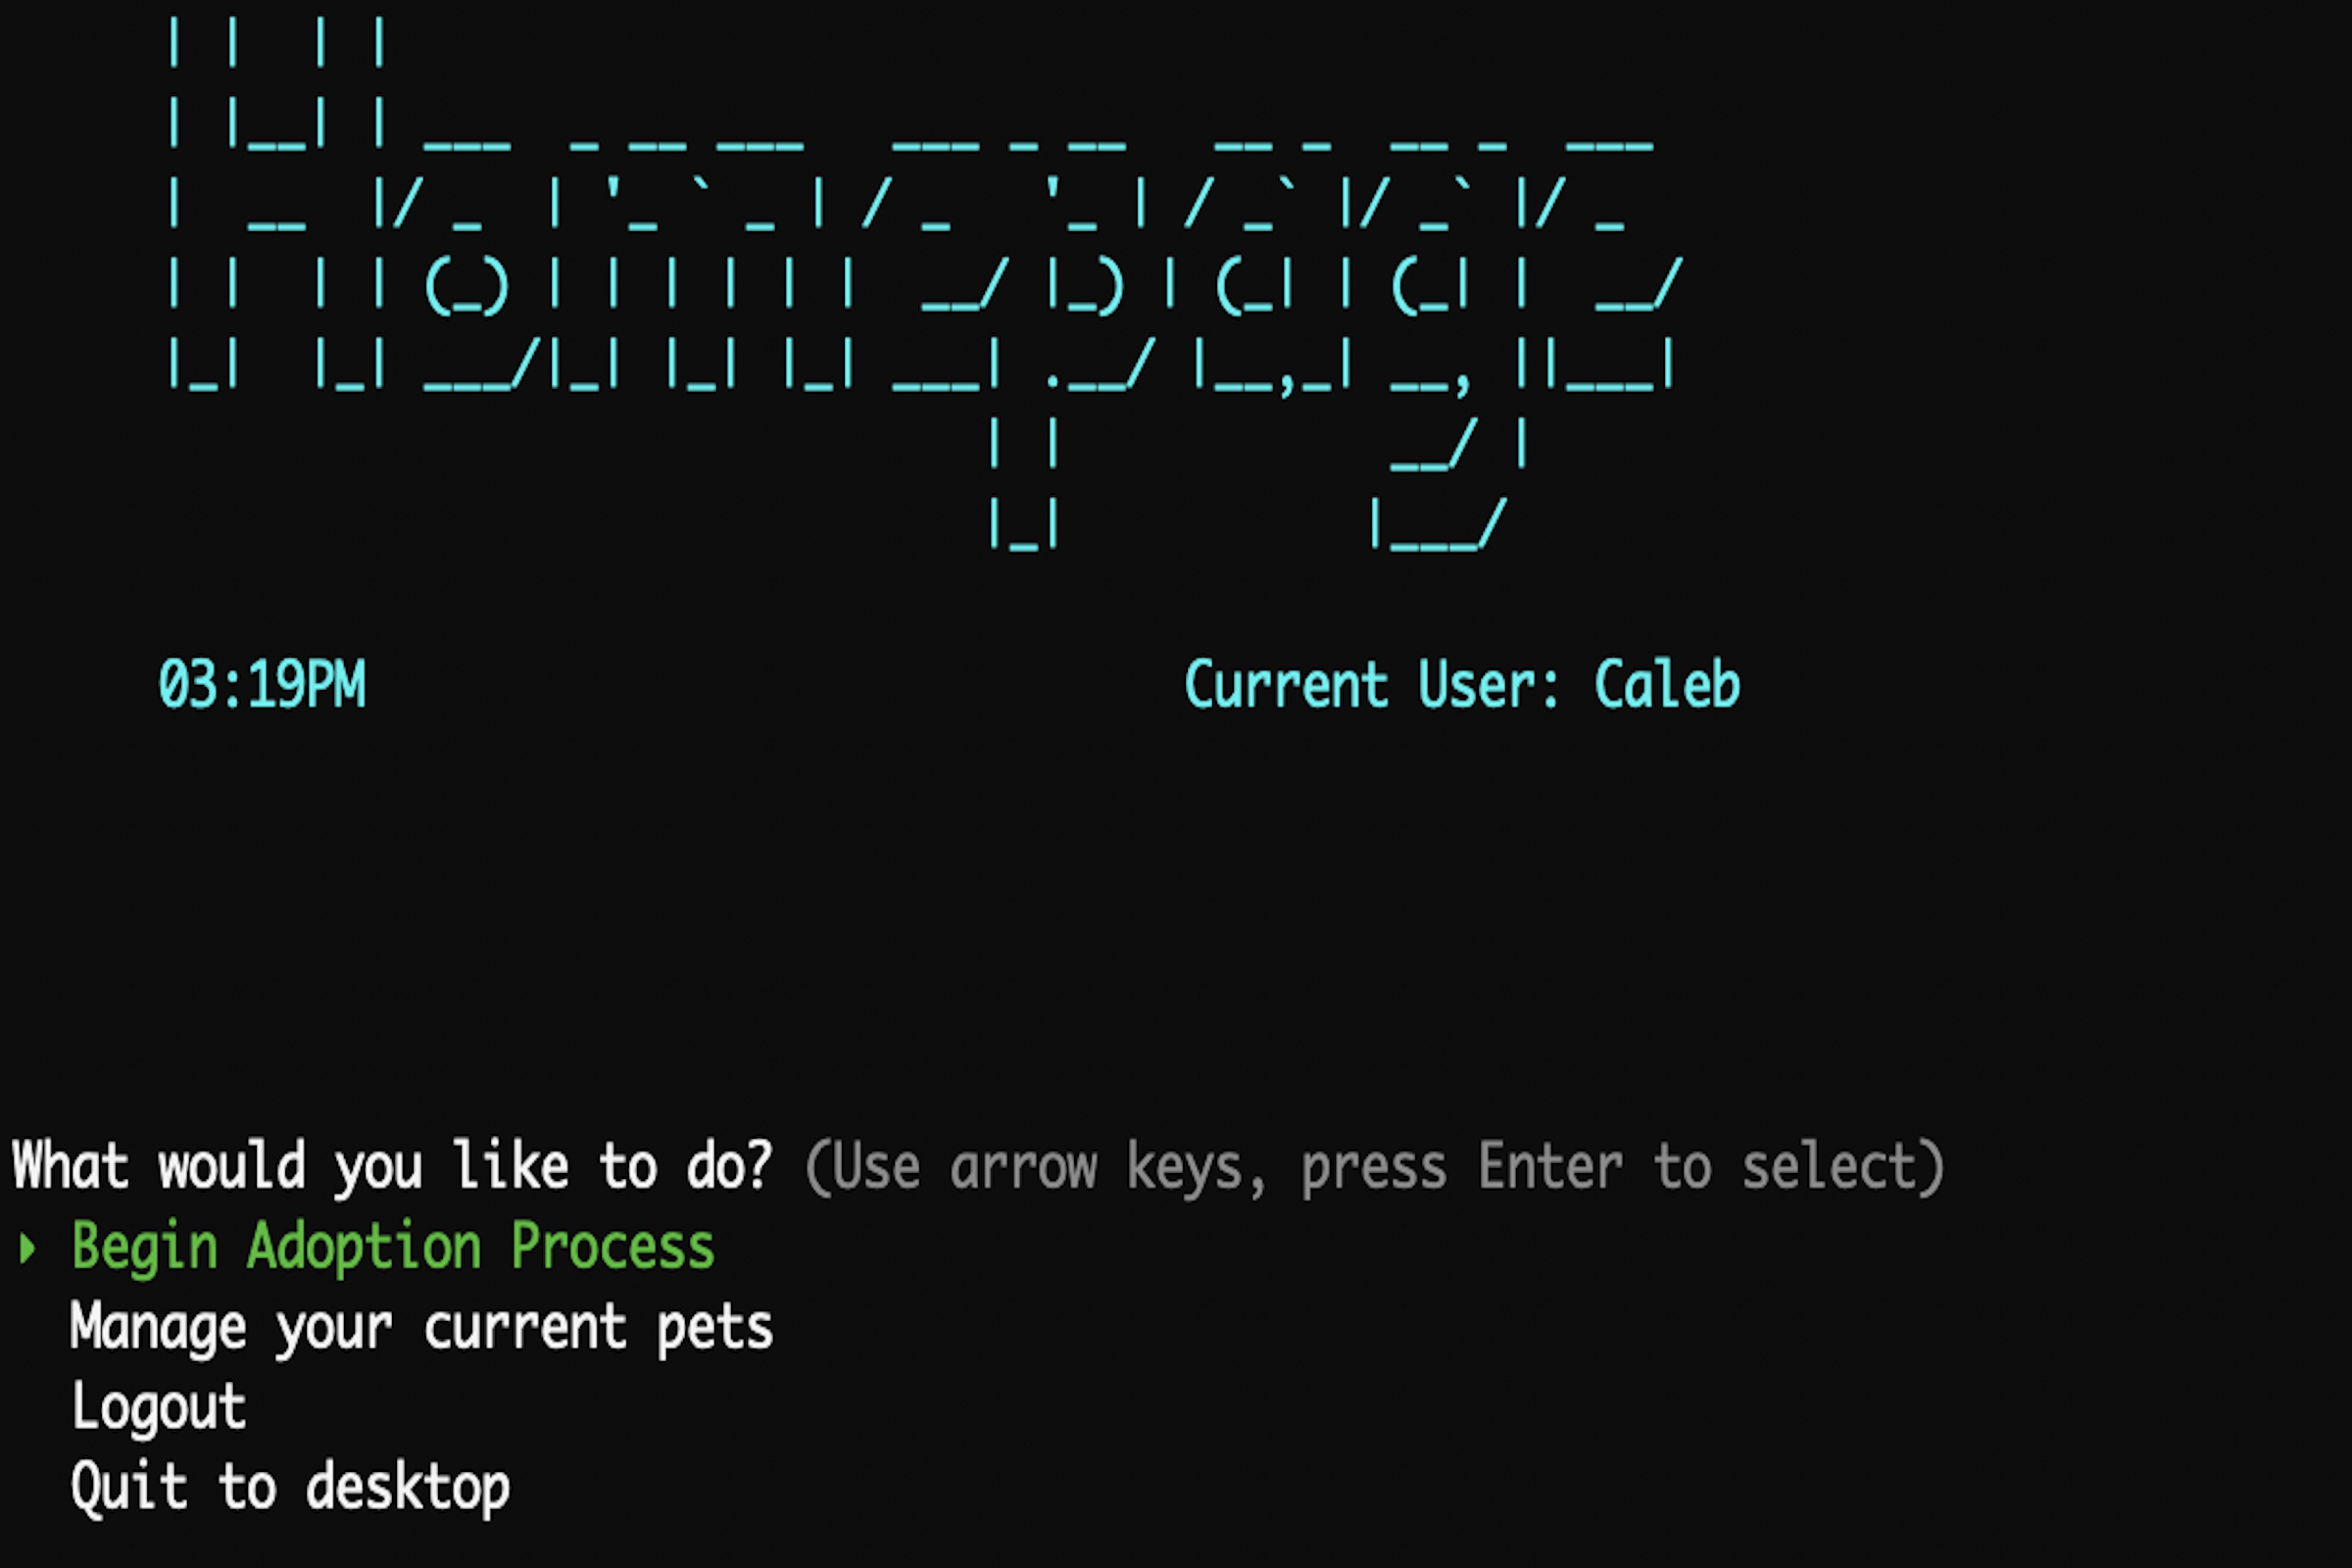 Homepage
03:19PM Current User: Caleb
What would you like to do? (Use arrow keys, press Enter to select)
▸ Begin Adoption Process
Manage your current pets
Logout
Quit to desktop